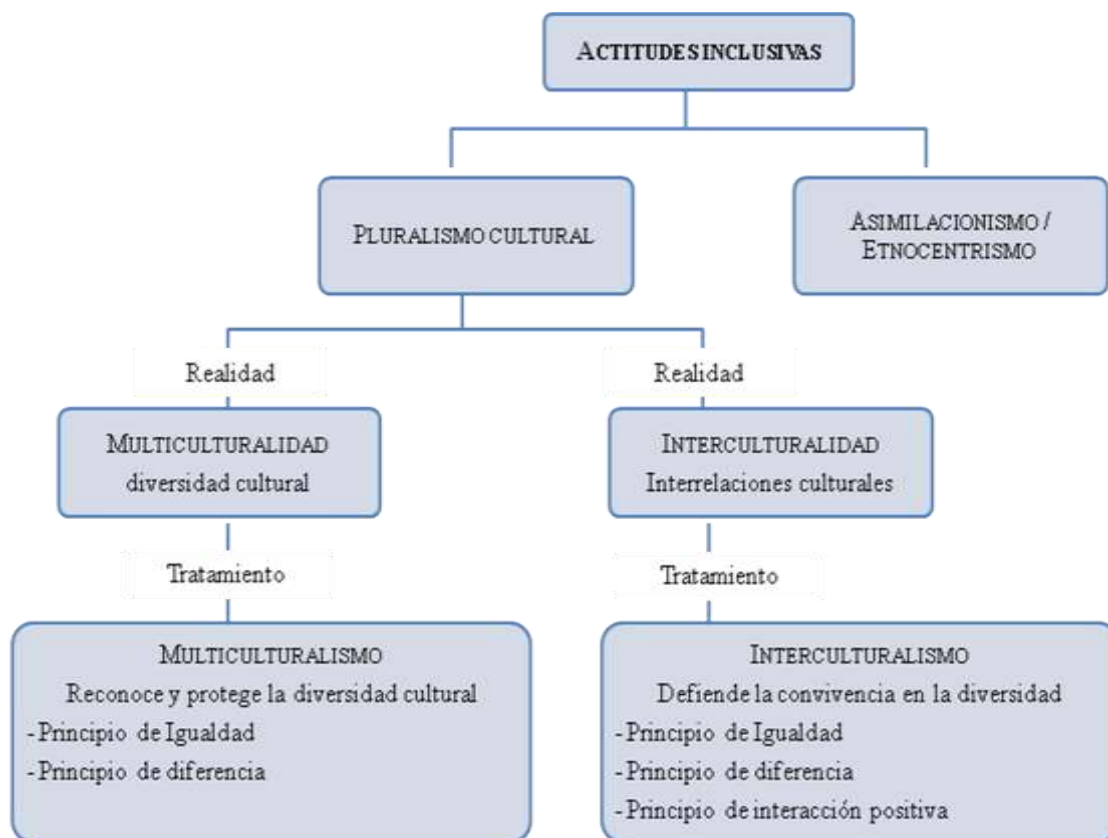 ACTITUDES INCLUSIVAS
PLURALISMO CULTURAL
ASIMILACIONISMO /
ETNOCENTRISMO
Realidad
Realidad
MULTICULTURALIDAD
diversidad cultural
INTERCULTURALIDAD
Interrelaciones culturales
Tratamiento
Tratamiento
MULTICULTURALISMO
Reconoce y protege la diversidad cultural
- Principio de Igualdad
- Principio de diferencia
INTERCULTURALISMO
Defiende la convivencia en la diversidad
- Principio de Igualdad
- Principio de diferencia
- Principio de interacción positiva